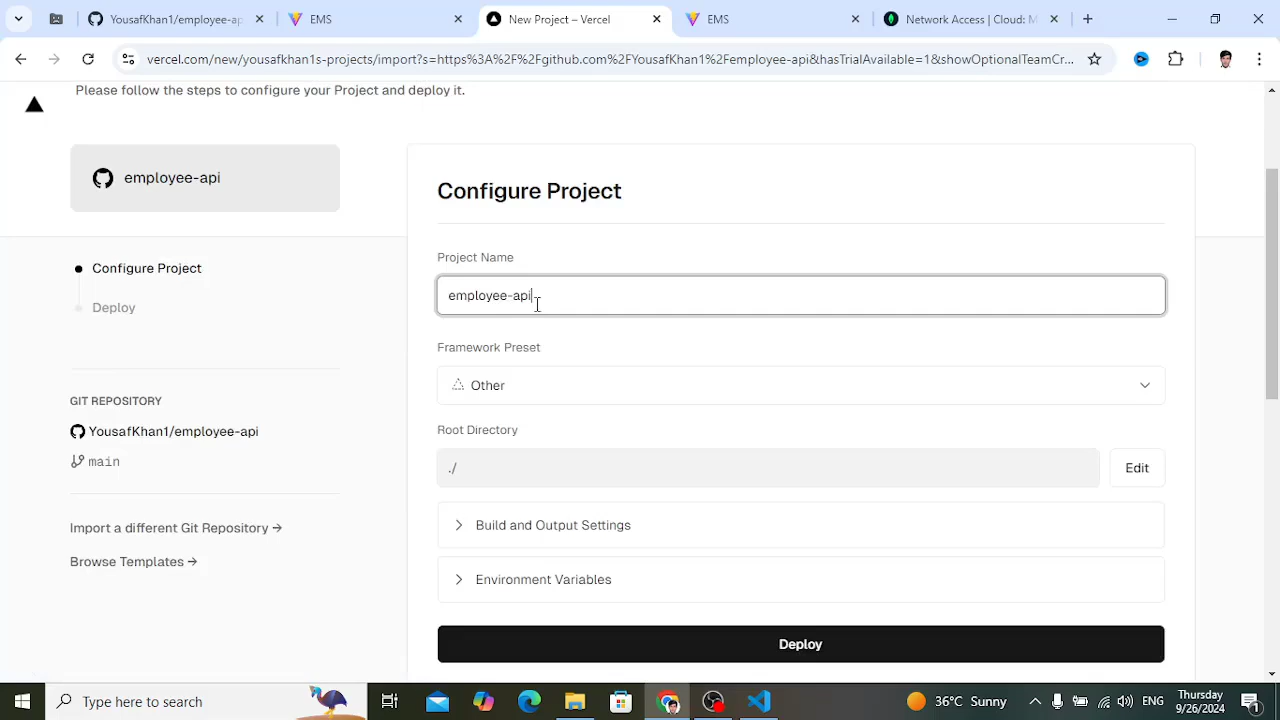 YousafKhan1/employee-ap
EMS
New Project – Vercel
EMS
Network Access | Cloud: M
vercel.com/new/yousafkhan1s-projects/import?s=https%3A%2F%2Fgithub.com%2FYousafKhan1%2Femployee-api&hasTrialAvailable=1&showOptionalTeamCr...
Please follow the steps to configure your Project and deploy it.
employee-api
Configure Project
Deploy
GIT REPOSITORY
YousafKhan1/employee-api
main
Import a different Git Repository →
Browse Templates →
Configure Project
Project Name
employee-api
Framework Preset
Other
Root Directory
./
Edit
Build and Output Settings
Environment Variables
Deploy
Type here to search
36°C Sunny
ENG
Thursday
9/26/2024
1